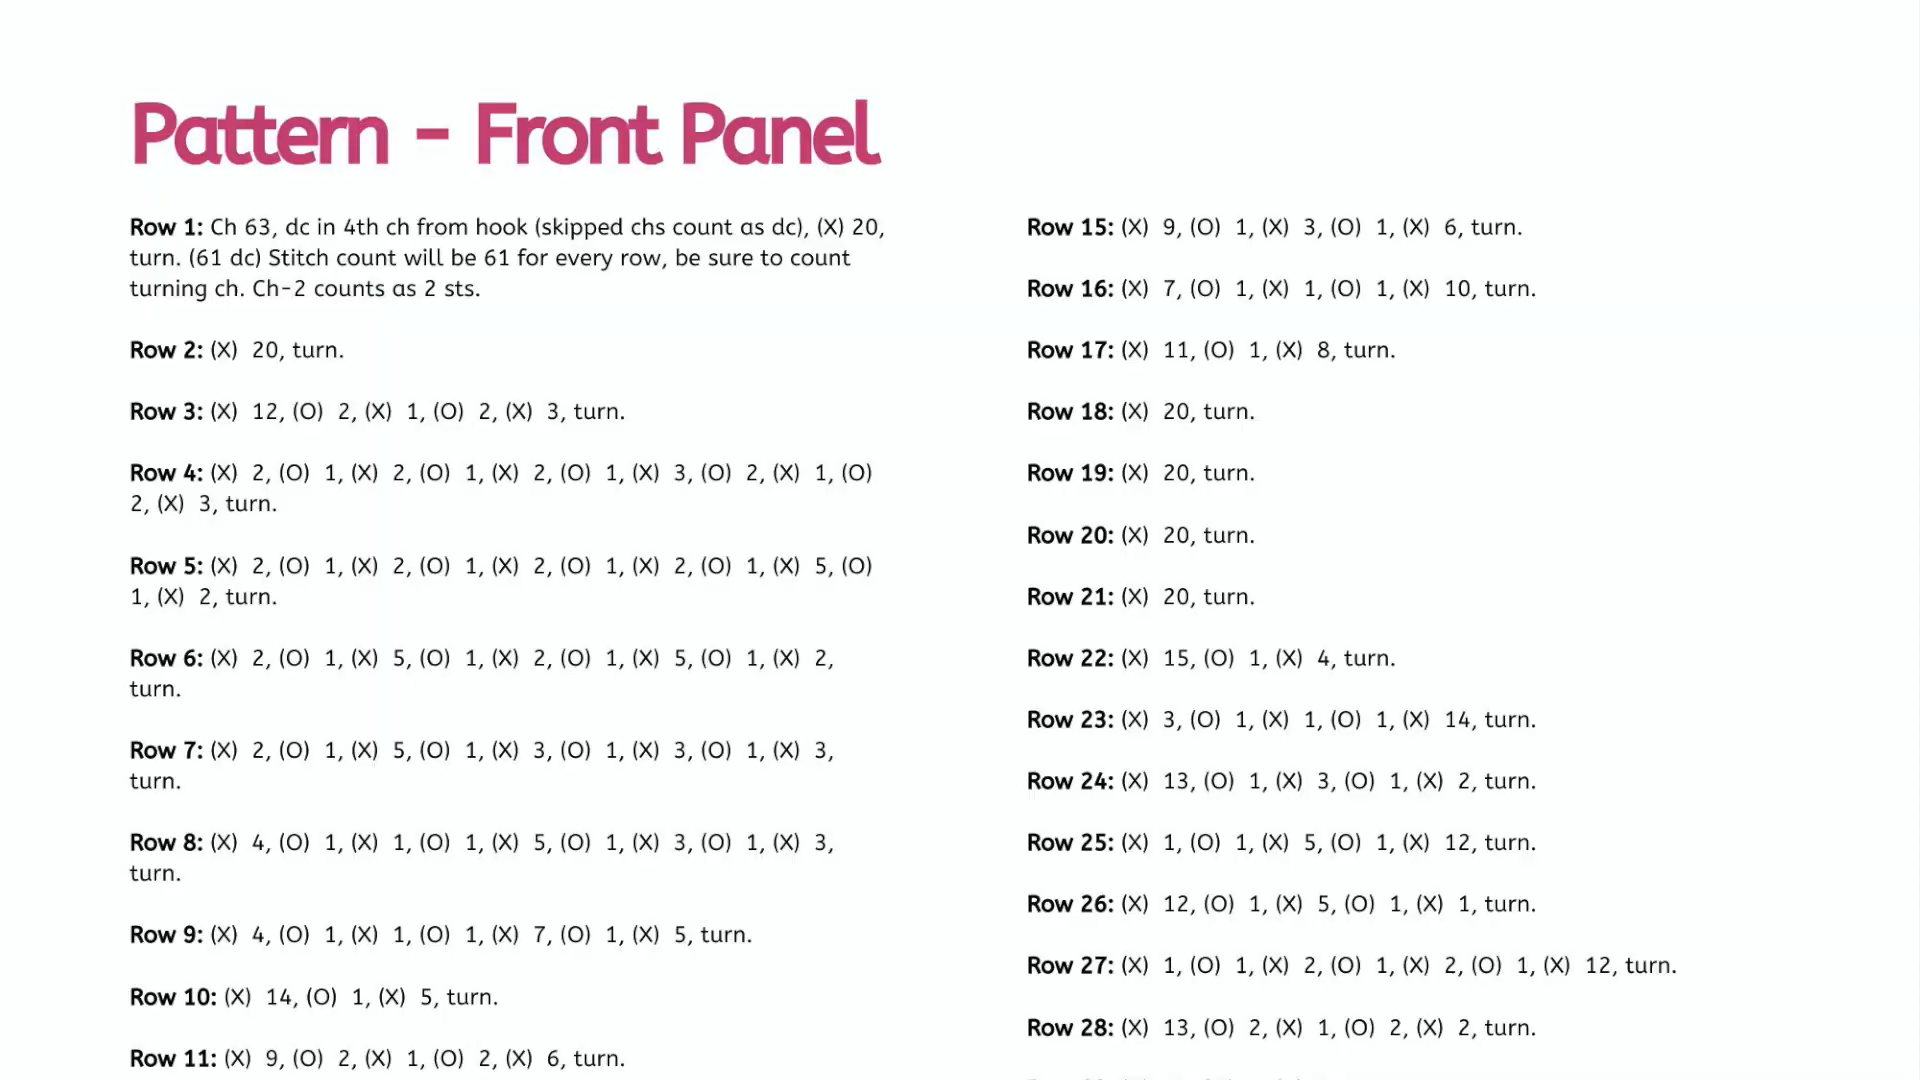 Pattern - Front Panel
Row 1: Ch 63, dc in 4th ch from hook (skipped chs count as dc), (X) 20,
turn. (61 dc) Stitch count will be 61 for every row, be sure to count
turning ch. Ch-2 counts as 2 sts.
Row 2: (X) 20, turn.
Row 3: (X) 12, (O) 2, (X) 1, (O) 2, (X) 3, turn.
Row 4: (X) 2, (O) 1, (X) 2, (O) 1, (X) 2, (O) 1, (X) 3, (O) 2, (X) 1, (O)
2, (X) 3, turn.
Row 5: (X) 2, (O) 1, (X) 2, (O) 1, (X) 2, (O) 1, (X) 2, (O) 1, (X) 5, (O)
1, (X) 2, turn.
Row 6: (X) 2, (O) 1, (X) 5, (O) 1, (X) 2, (O) 1, (X) 5, (O) 1, (X) 2,
turn.
Row 7: (X) 2, (O) 1, (X) 5, (O) 1, (X) 3, (O) 1, (X) 3, (O) 1, (X) 3,
turn.
Row 8: (X) 4, (O) 1, (X) 1, (O) 1, (X) 5, (O) 1, (X) 3, (O) 1, (X) 3,
turn.
Row 9: (X) 4, (O) 1, (X) 1, (O) 1, (X) 7, (O) 1, (X) 5, turn.
Row 10: (X) 14, (O) 1, (X) 5, turn.
Row 11: (X) 9, (O) 2, (X) 1, (O) 2, (X) 6, turn.
Row 15: (X) 9, (O) 1, (X) 3, (O) 1, (X) 6, turn.
Row 16: (X) 7, (O) 1, (X) 1, (O) 1, (X) 10, turn.
Row 17: (X) 11, (O) 1, (X) 8, turn.
Row 18: (X) 20, turn.
Row 19: (X) 20, turn.
Row 20: (X) 20, turn.
Row 21: (X) 20, turn.
Row 22: (X) 15, (O) 1, (X) 4, turn.
Row 23: (X) 3, (O) 1, (X) 1, (O) 1, (X) 14, turn.
Row 24: (X) 13, (O) 1, (X) 3, (O) 1, (X) 2, turn.
Row 25: (X) 1, (O) 1, (X) 5, (O) 1, (X) 12, turn.
Row 26: (X) 12, (O) 1, (X) 5, (O) 1, (X) 1, turn.
Row 27: (X) 1, (O) 1, (X) 2, (O) 1, (X) 2, (O) 1, (X) 12, turn.
Row 28: (X) 13, (O) 2, (X) 1, (O) 2, (X) 2, turn.